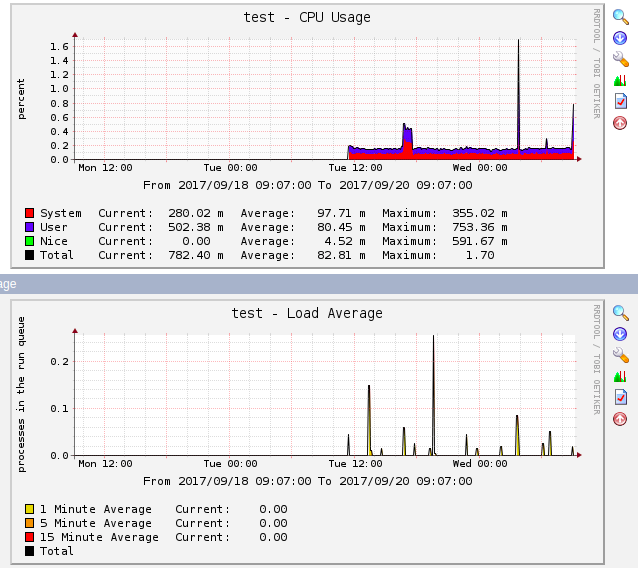 test - CPU Usage
RRDTOOL / TOBI OETIKER
percent
1.6
1.4
1.2
1.0
0.8
0.6
0.4
0.2
0.0
Mon 12:00 Tue 00:00 Tue 12:00 Wed 00:00
From 2017/09/18 09:07:00 To 2017/09/20 09:07:00
System Current: 280.02 m Average: 97.71 m Maximum: 355.02 m
User Current: 502.38 m Average: 80.45 m Maximum: 753.36 m
Nice Current: 0.00 Average: 4.52 m Maximum: 591.67 m
Total Current: 782.40 m Average: 82.81 m Maximum: 1.70
age
test - Load Average
RRDTOOL / TOBI OETIKER
processes in the run queue
0.2
0.1
0.0
Mon 12:00 Tue 00:00 Tue 12:00 Wed 00:00
From 2017/09/18 09:07:00 To 2017/09/20 09:07:00
1 Minute Average Current: 0.00
5 Minute Average Current: 0.00
15 Minute Average Current: 0.00
Total